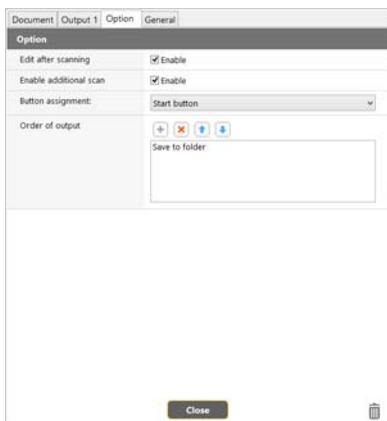 Document Output 1 Option General
Option
Edit after scanning Enable
Enable additional scan Enable
Button assignment: Start button
Order of output
Save to folder
Close